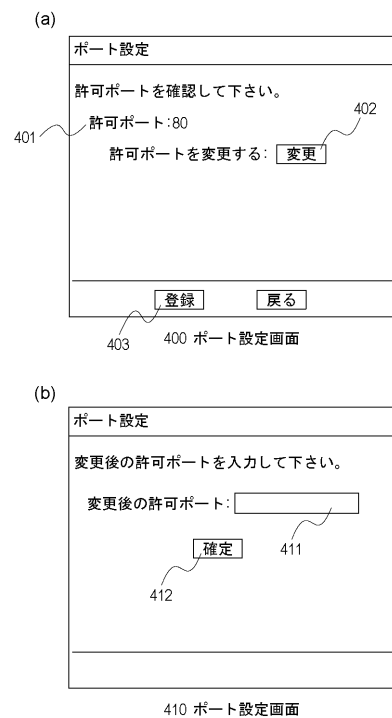 (a)
ポート設定
許可ポートを確認して下さい。
401
許可ポート:80
402
許可ポートを変更する: 変更
登録 戻る
403
400 ポート設定画面
(b)
ポート設定
変更後の許可ポートを入力して下さい。
変更後の許可ポート:
確定
411
412
410 ポート設定画面